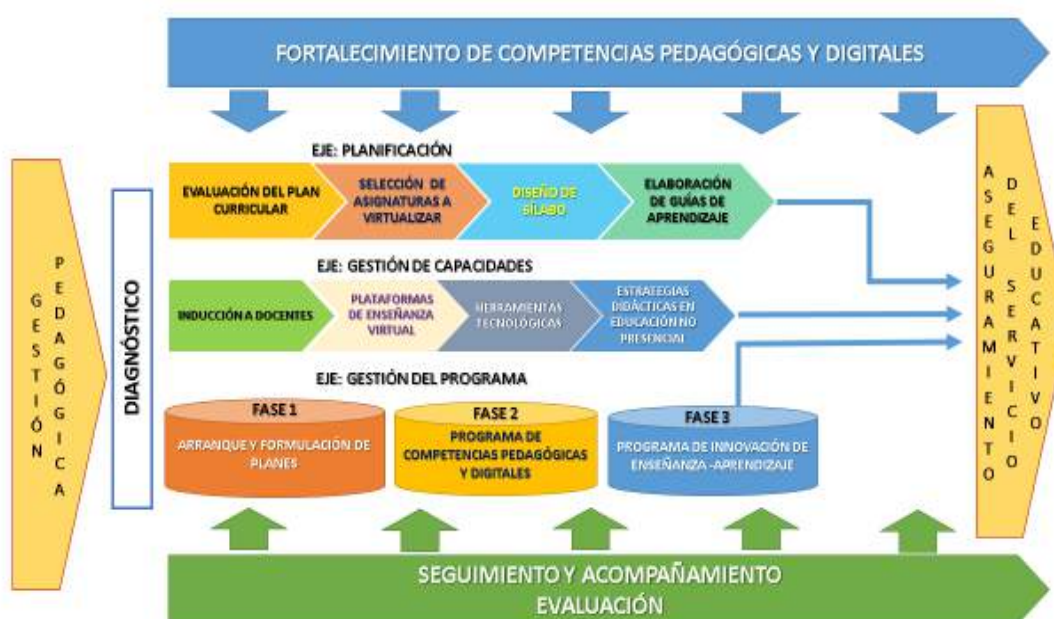 FORTALECIMIENTO DE COMPETENCIAS PEDAGÓGICAS Y DIGITALES
GESTIÓN
PEDAGÓGICA
DIAGNÓSTICO
EJE: PLANIFICACIÓN
EVALUACIÓN DEL PLAN
CURRICULAR
SELECCIÓN DE
ASIGNATURAS A
VIRTUALIZAR
DISEÑO DE
SÍLABO
ELABORACIÓN
DE GUÍAS DE
APRENDIZAJE
EJE: GESTIÓN DE CAPACIDADES
INDUCCIÓN A DOCENTES
PLATAFORMAS
DE ENSEÑANZA
VIRTUAL
HERRAMIENTAS
TECNOLÓGICAS
ESTRATEGIAS
DIDÁCTICAS EN
EDUCACIÓN NO
PRESENCIAL
EJE: GESTIÓN DEL PROGRAMA
FASE 1
ARRANQUE Y FORMULACIÓN DE
PLANES
FASE 2
PROGRAMA DE
COMPETENCIAS PEDAGÓGICAS
Y DIGITALES
FASE 3
PROGRAMA DE INNOVACIÓN DE
ENSEÑANZA -APRENDIZAJE
ASEGURAMIENTO
DEL SERVICIO
EDUCATIVO
SEGUIMIENTO Y ACOMPAÑAMIENTO
EVALUACIÓN